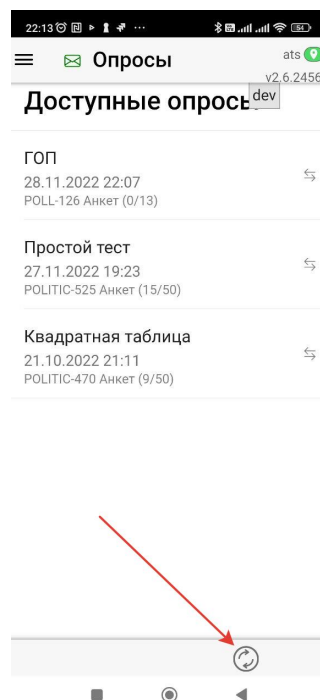 22:13
54
Опросы
ats
v2.6.2456
dev
Доступные опросы
ГОП
28.11.2022 22:07
POLL-126 Анкет (0/13)
Простой тест
27.11.2022 19:23
POLITIC-525 Анкет (15/50)
Квадратная таблица
21.10.2022 21:11
POLITIC-470 Анкет (9/50)